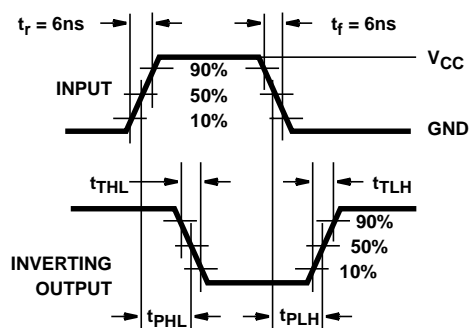 tr = 6ns
tf = 6ns
VCC
90%
INPUT
50%
10%
GND
tTHL
tTLH
90%
50%
INVERTING
OUTPUT
10%
tPHL
tPLH